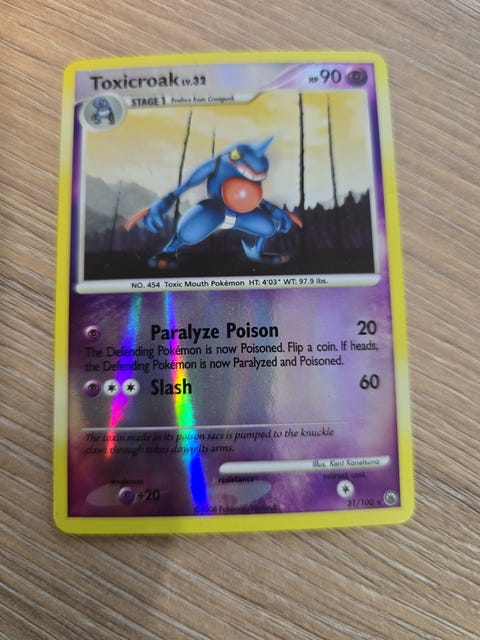 Toxicroak LV.32 HP 90
STAGE 1 Evolves from Croagunk
NO. 454 Toxic Mouth Pokémon HT: 4'03" WT: 97.9 lbs.
Paralyze Poison 20
The Defending Pokémon is now Poisoned. Flip a coin. If heads,
the Defending Pokémon is now Paralyzed and Poisoned.
Slash 60
The toxin made in its poison sacs is pumped to the knuckle
claws through tubes down its arms.
Illus. Kent Kanetsuna
weakness resistance retreat cost
+20
©2008 Pokémon/Nintendo 31/100